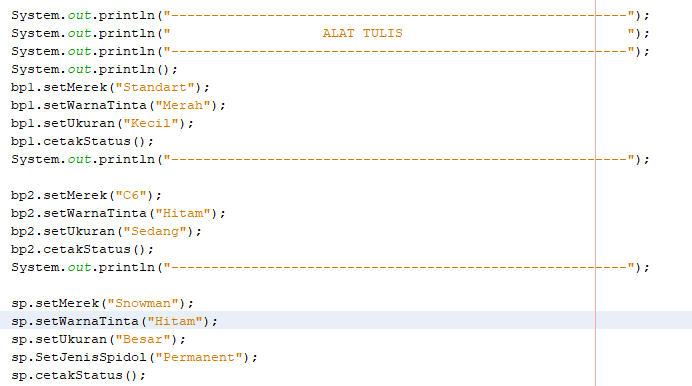 System.out.println("---------------------------------------------------------");
System.out.println("                   ALAT TULIS                            ");
System.out.println("---------------------------------------------------------");
System.out.println();
bp1.setMerek("Standart");
bp1.setWarnaTinta("Merah");
bp1.setUkuran("Kecil");
bp1.cetakStatus();
System.out.println("---------------------------------------------------------");
bp2.setMerek("C6");
bp2.setWarnaTinta("Hitam");
bp2.setUkuran("Sedang");
bp2.cetakStatus();
System.out.println("---------------------------------------------------------");
sp.setMerek("Snowman");
sp.setWarnaTinta("Hitam");
sp.setUkuran("Besar");
sp.SetJenisSpidol("Permanent");
sp.cetakStatus();